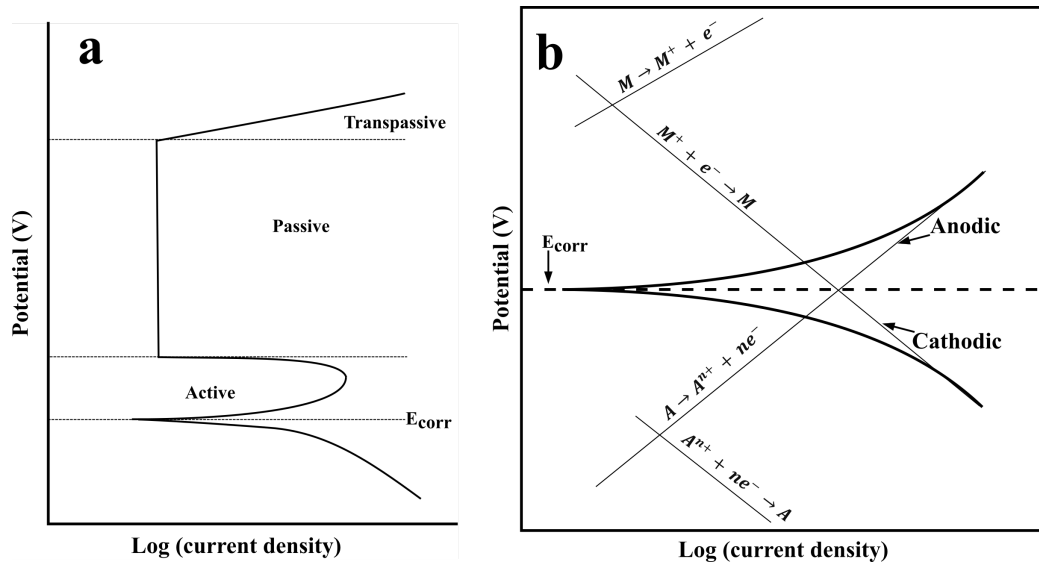 a
Transpassive
Passive
Active
Ecorr
Potential (V)
Log (current density)
b
M → M⁺ + e⁻
M⁺ + e⁻ → M
Ecorr
Anodic
Cathodic
A → Aⁿ⁺ + ne⁻
Aⁿ⁺ + ne⁻ → A
Potential (V)
Log (current density)